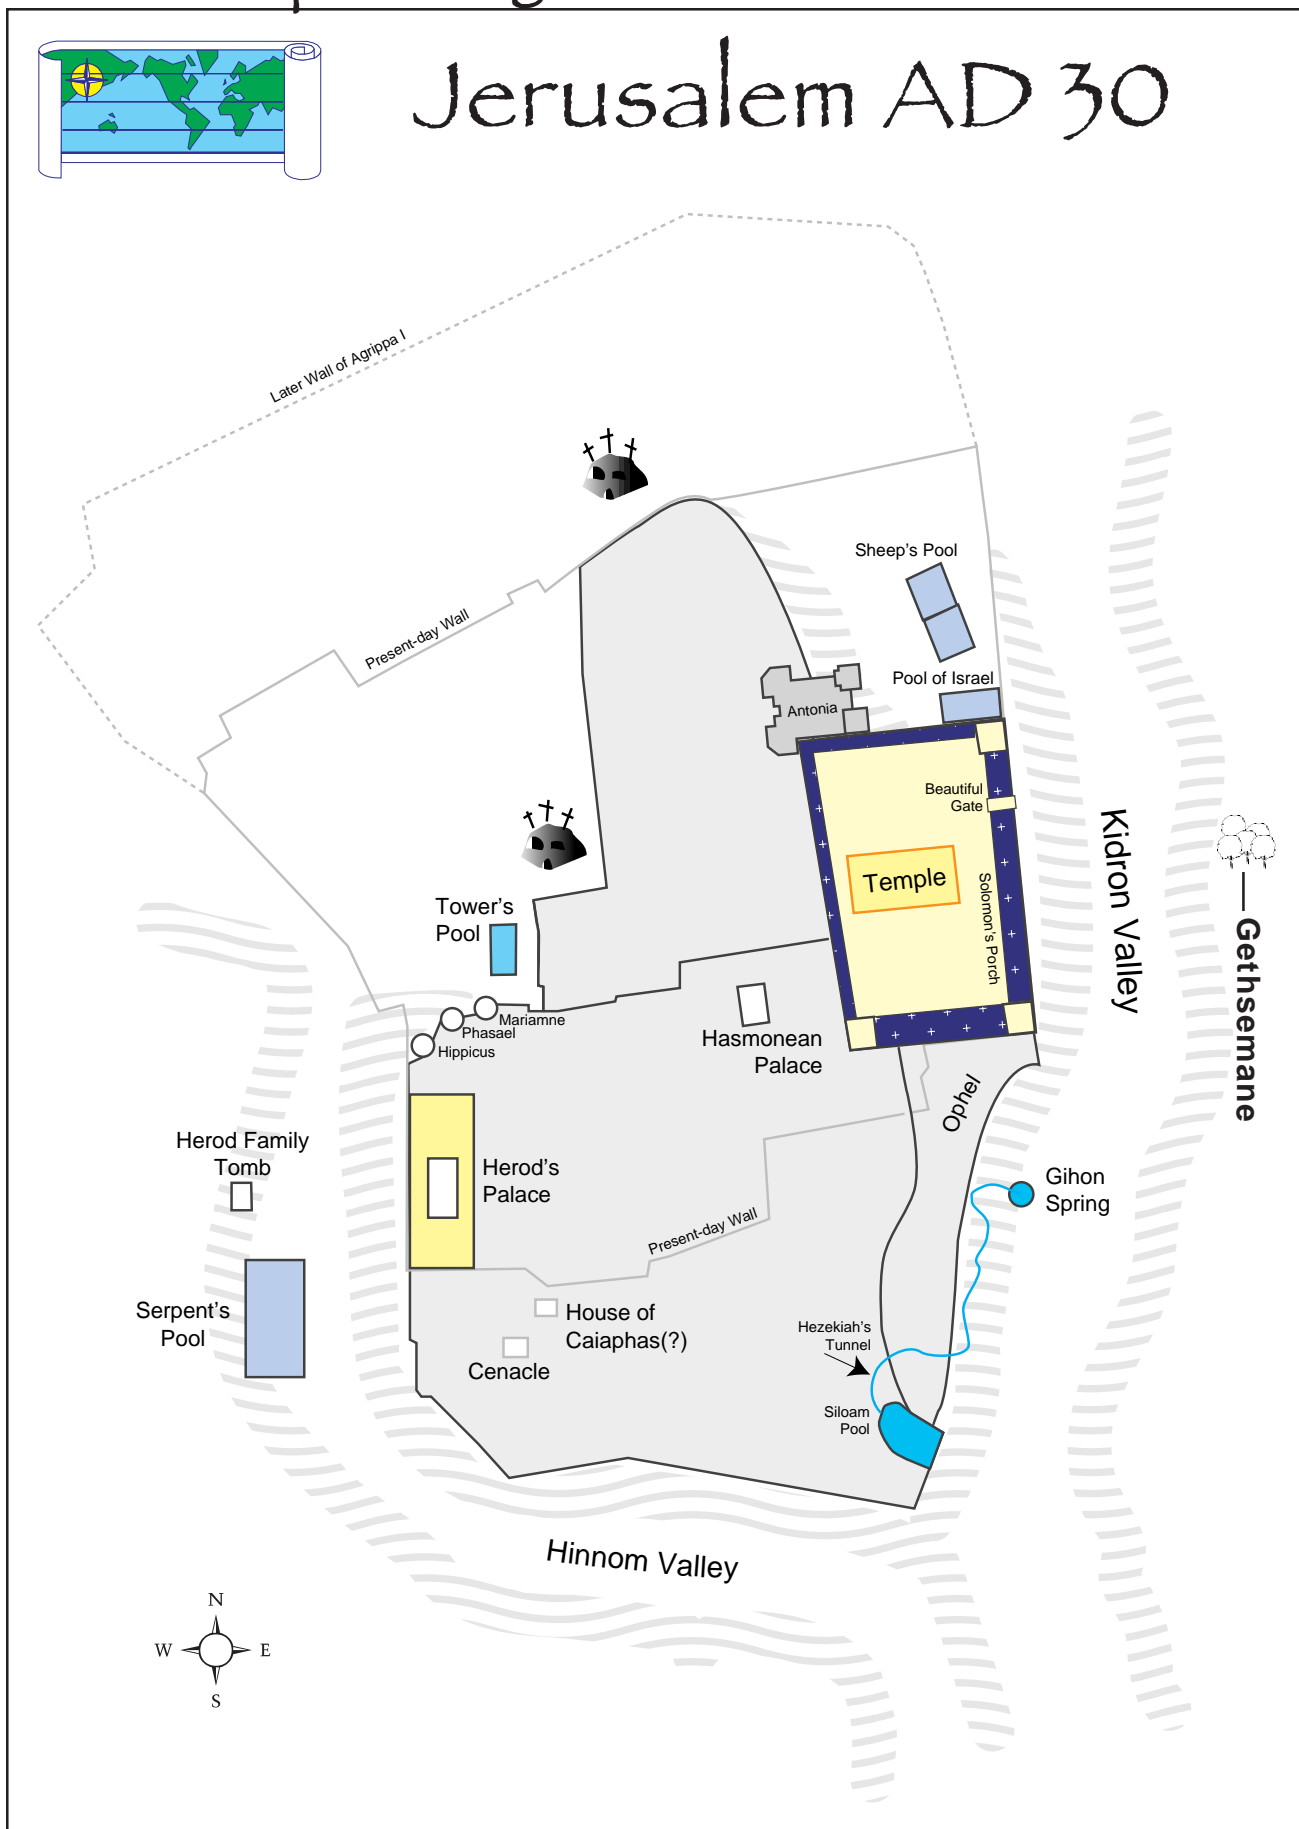 Jerusalem AD 30
Later Wall of Agrippa I
Sheep's Pool
Present-day Wall
Pool of Israel
Antonia
Beautiful
Gate
Kidron Valley
Temple
Solomon's Porch
Tower's
Pool
Gethsemane
Mariamne
Phasael
Hippicus
Hasmonean
Palace
Ophel
Herod Family
Tomb
Herod's
Palace
Gihon
Spring
Present-day Wall
Serpent's
Pool
House of
Caiaphas(?)
Hezekiah's
Tunnel
Cenacle
Siloam
Pool
Hinnom Valley
N
W E
S